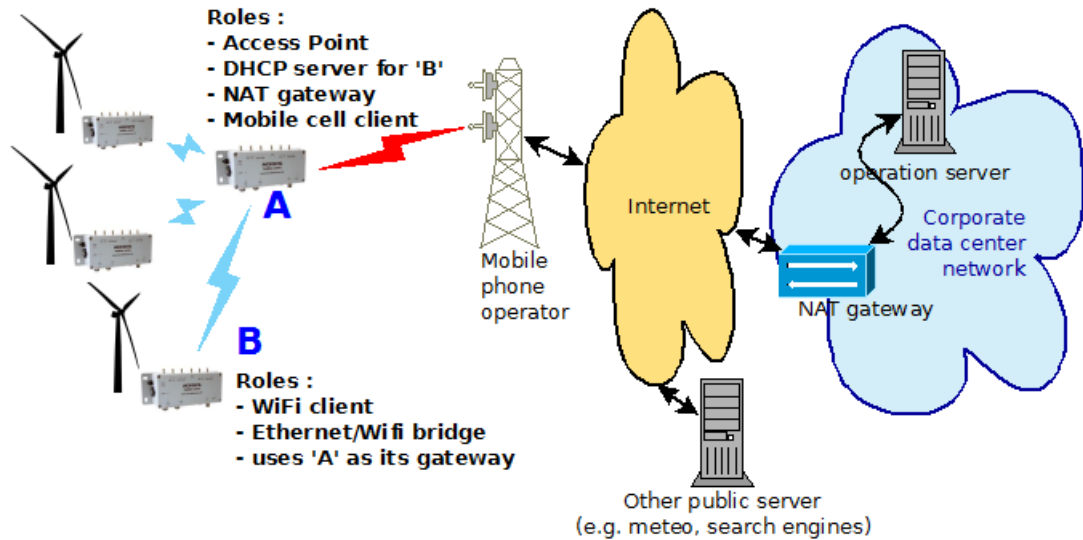 Roles :
- Access Point
- DHCP server for 'B'
- NAT gateway
- Mobile cell client
A
B
Roles :
- WiFi client
- Ethernet/Wifi bridge
- uses 'A' as its gateway
Mobile
phone
operator
Internet
operation server
Corporate
data center
network
NAT gateway
Other public server
(e.g. meteo, search engines)